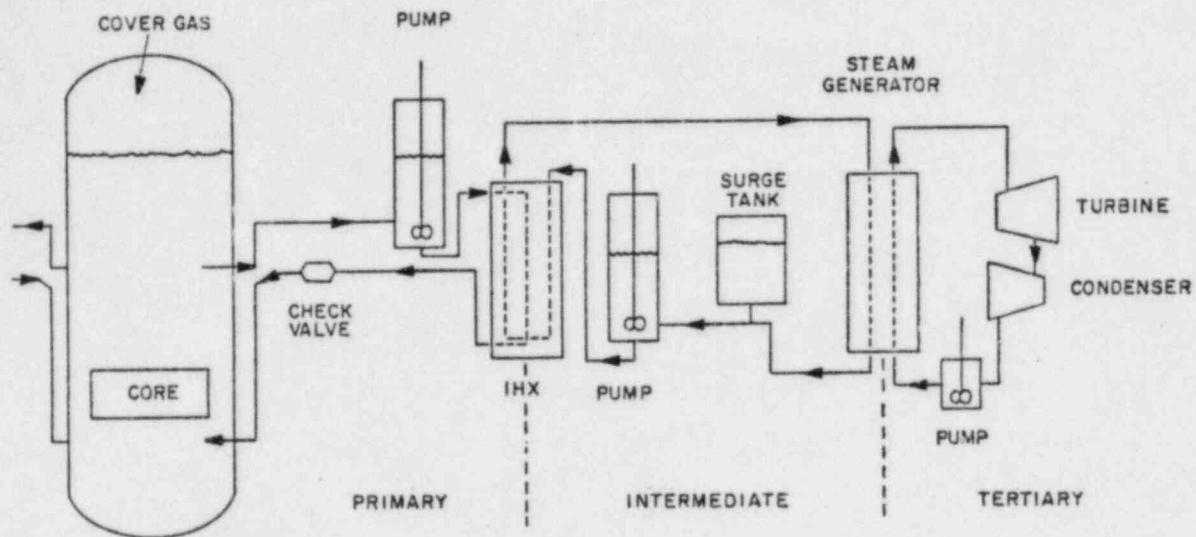 COVER GAS
PUMP
STEAM
GENERATOR
SURGE
TANK
TURBINE
CONDENSER
CHECK
VALVE
CORE
IHX
PUMP
PUMP
PRIMARY
INTERMEDIATE
TERTIARY